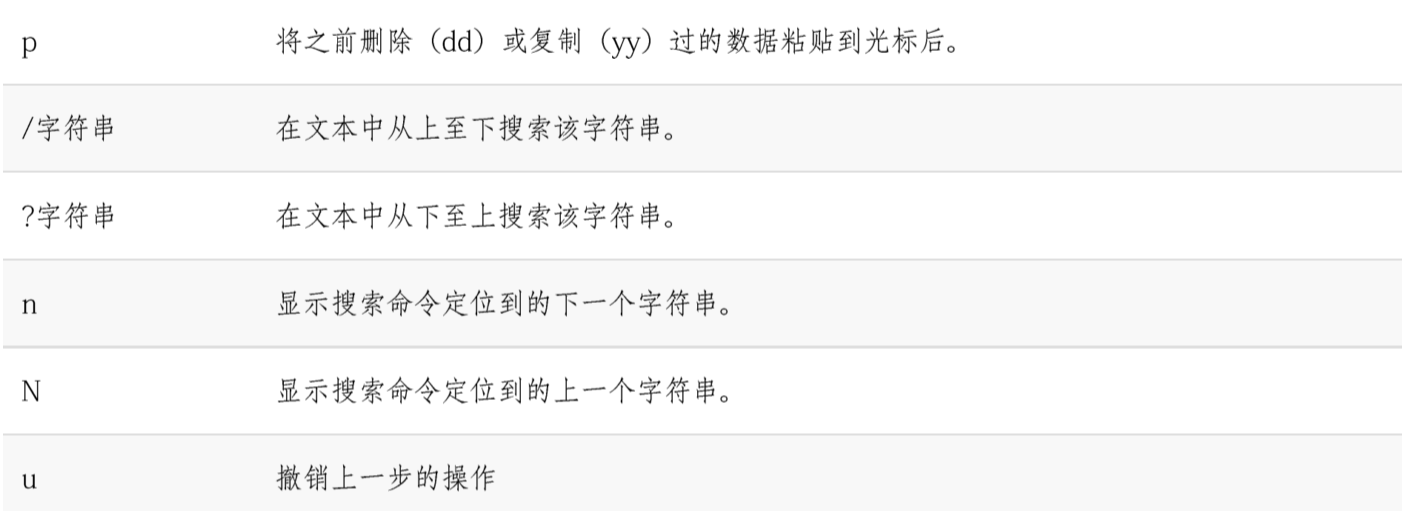 p 将之前删除（dd）或复制（yy）过的数据粘贴到光标后。
/字符串 在文本中从上至下搜索该字符串。
?字符串 在文本中从下至上搜索该字符串。
n 显示搜索命令定位到的下一个字符串。
N 显示搜索命令定位到的上一个字符串。
u 撤销上一步的操作